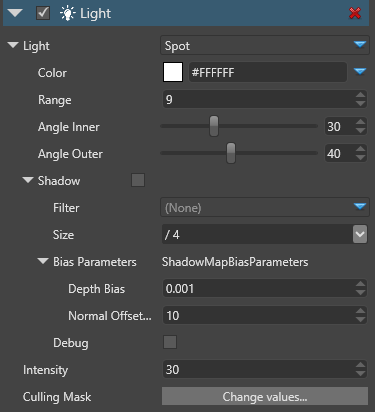 Light
Light Spot
Color #FFFFFF
Range 9
Angle Inner 30
Angle Outer 40
Shadow
Filter (None)
Size / 4
Bias Parameters ShadowMapBiasParameters
Depth Bias 0.001
Normal Offset... 10
Debug
Intensity 30
Culling Mask Change values...